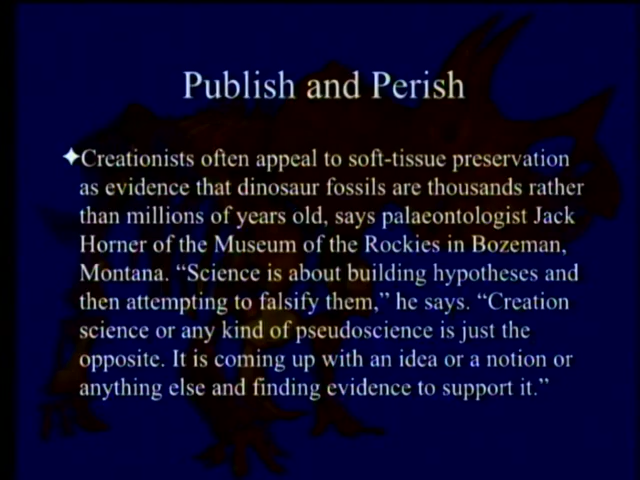 Publish and Perish
✦Creationists often appeal to soft-tissue preservation
as evidence that dinosaur fossils are thousands rather
than millions of years old, says palaeontologist Jack
Horner of the Museum of the Rockies in Bozeman,
Montana. “Science is about building hypotheses and
then attempting to falsify them,” he says. “Creation
science or any kind of pseudoscience is just the
opposite. It is coming up with an idea or a notion or
anything else and finding evidence to support it.”